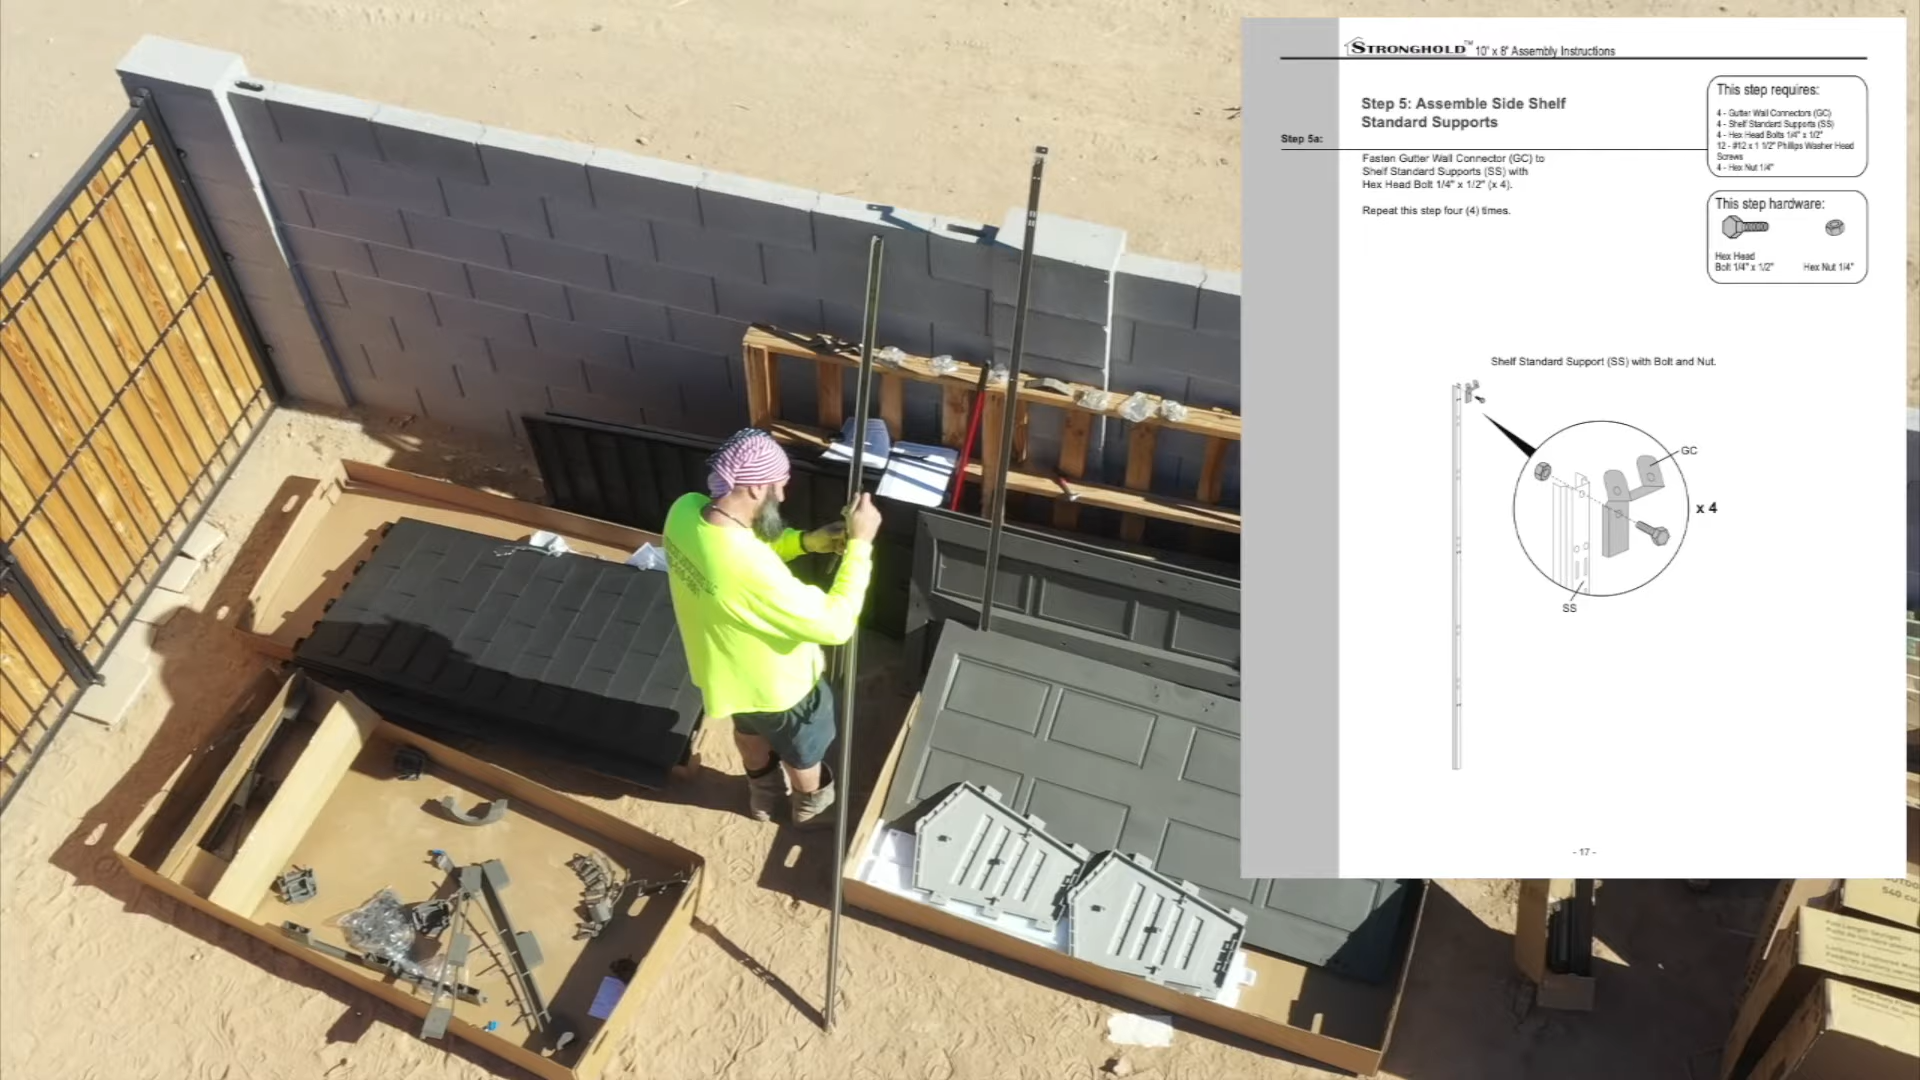 STRONGHOLD™ 10' x 8' Assembly Instructions
Step 5: Assemble Side Shelf
Standard Supports
Step 5a:
Fasten Gutter Wall Connector (GC) to
Shelf Standard Supports (SS) with
Hex Head Bolt 1/4" x 1/2" (x 4).
Repeat this step four (4) times.
This step requires:
4 - Gutter Wall Connectors (GC)
4 - Shelf Standard Supports (SS)
4 - Hex Head Bolts 1/4" x 1/2"
12 - #12 x 1 1/2" Phillips Washer Head
Screws
4 - Hex Nut 1/4"
This step hardware:
Hex Head
Bolt 1/4" x 1/2"
Hex Nut 1/4"
Shelf Standard Support (SS) with Bolt and Nut.
GC
x 4
SS
- 17 -
540 cu.